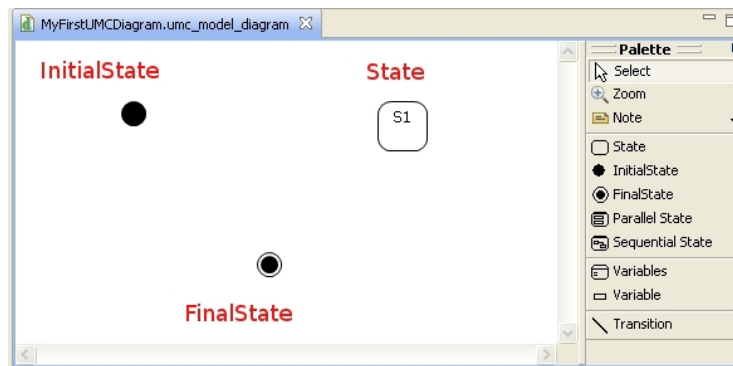 MyFirstUMCDiagram.umc_model_diagram
InitialState
State
S1
FinalState
Palette
Select
Zoom
Note
State
InitialState
FinalState
Parallel State
Sequential State
Variables
Variable
Transition